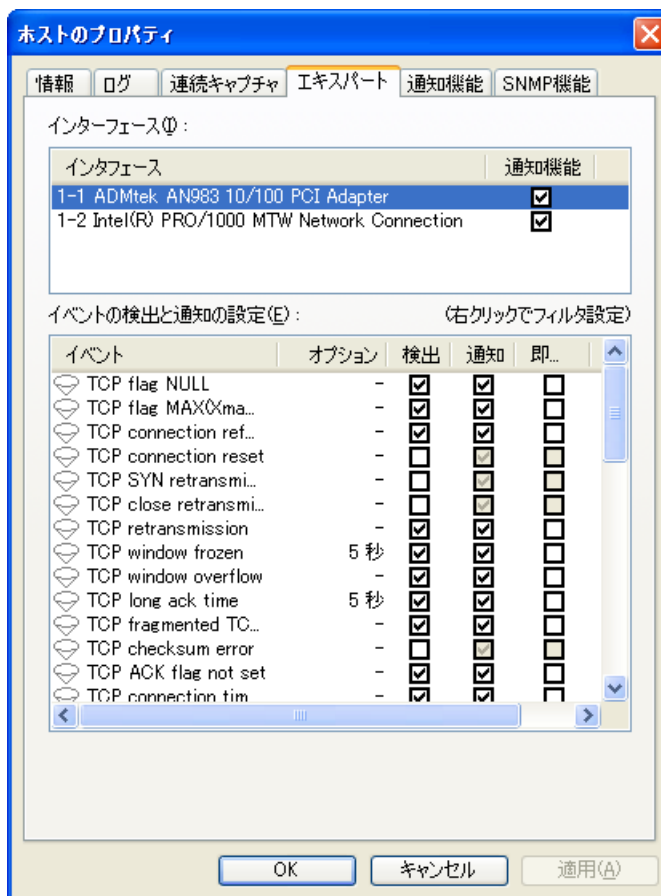 ホストのプロパティ
情報 ログ 連続キャプチャ エキスパート 通知機能 SNMP機能
インターフェース(I):
インタフェース 通知機能
1-1 ADMtek AN983 10/100 PCI Adapter
1-2 Intel(R) PRO/1000 MTW Network Connection
イベントの検出と通知の設定(E): (右クリックでフィルタ設定)
イベント オプション 検出 通知 即...
TCP flag NULL -
TCP flag MAX(Xma... -
TCP connection ref... -
TCP connection reset -
TCP SYN retransmi... -
TCP close retransmi... -
TCP retransmission -
TCP window frozen 5 秒
TCP window overflow -
TCP long ack time 5 秒
TCP fragmented TC... -
TCP checksum error -
TCP ACK flag not set -
TCP connection tim -
OK キャンセル 適用(A)